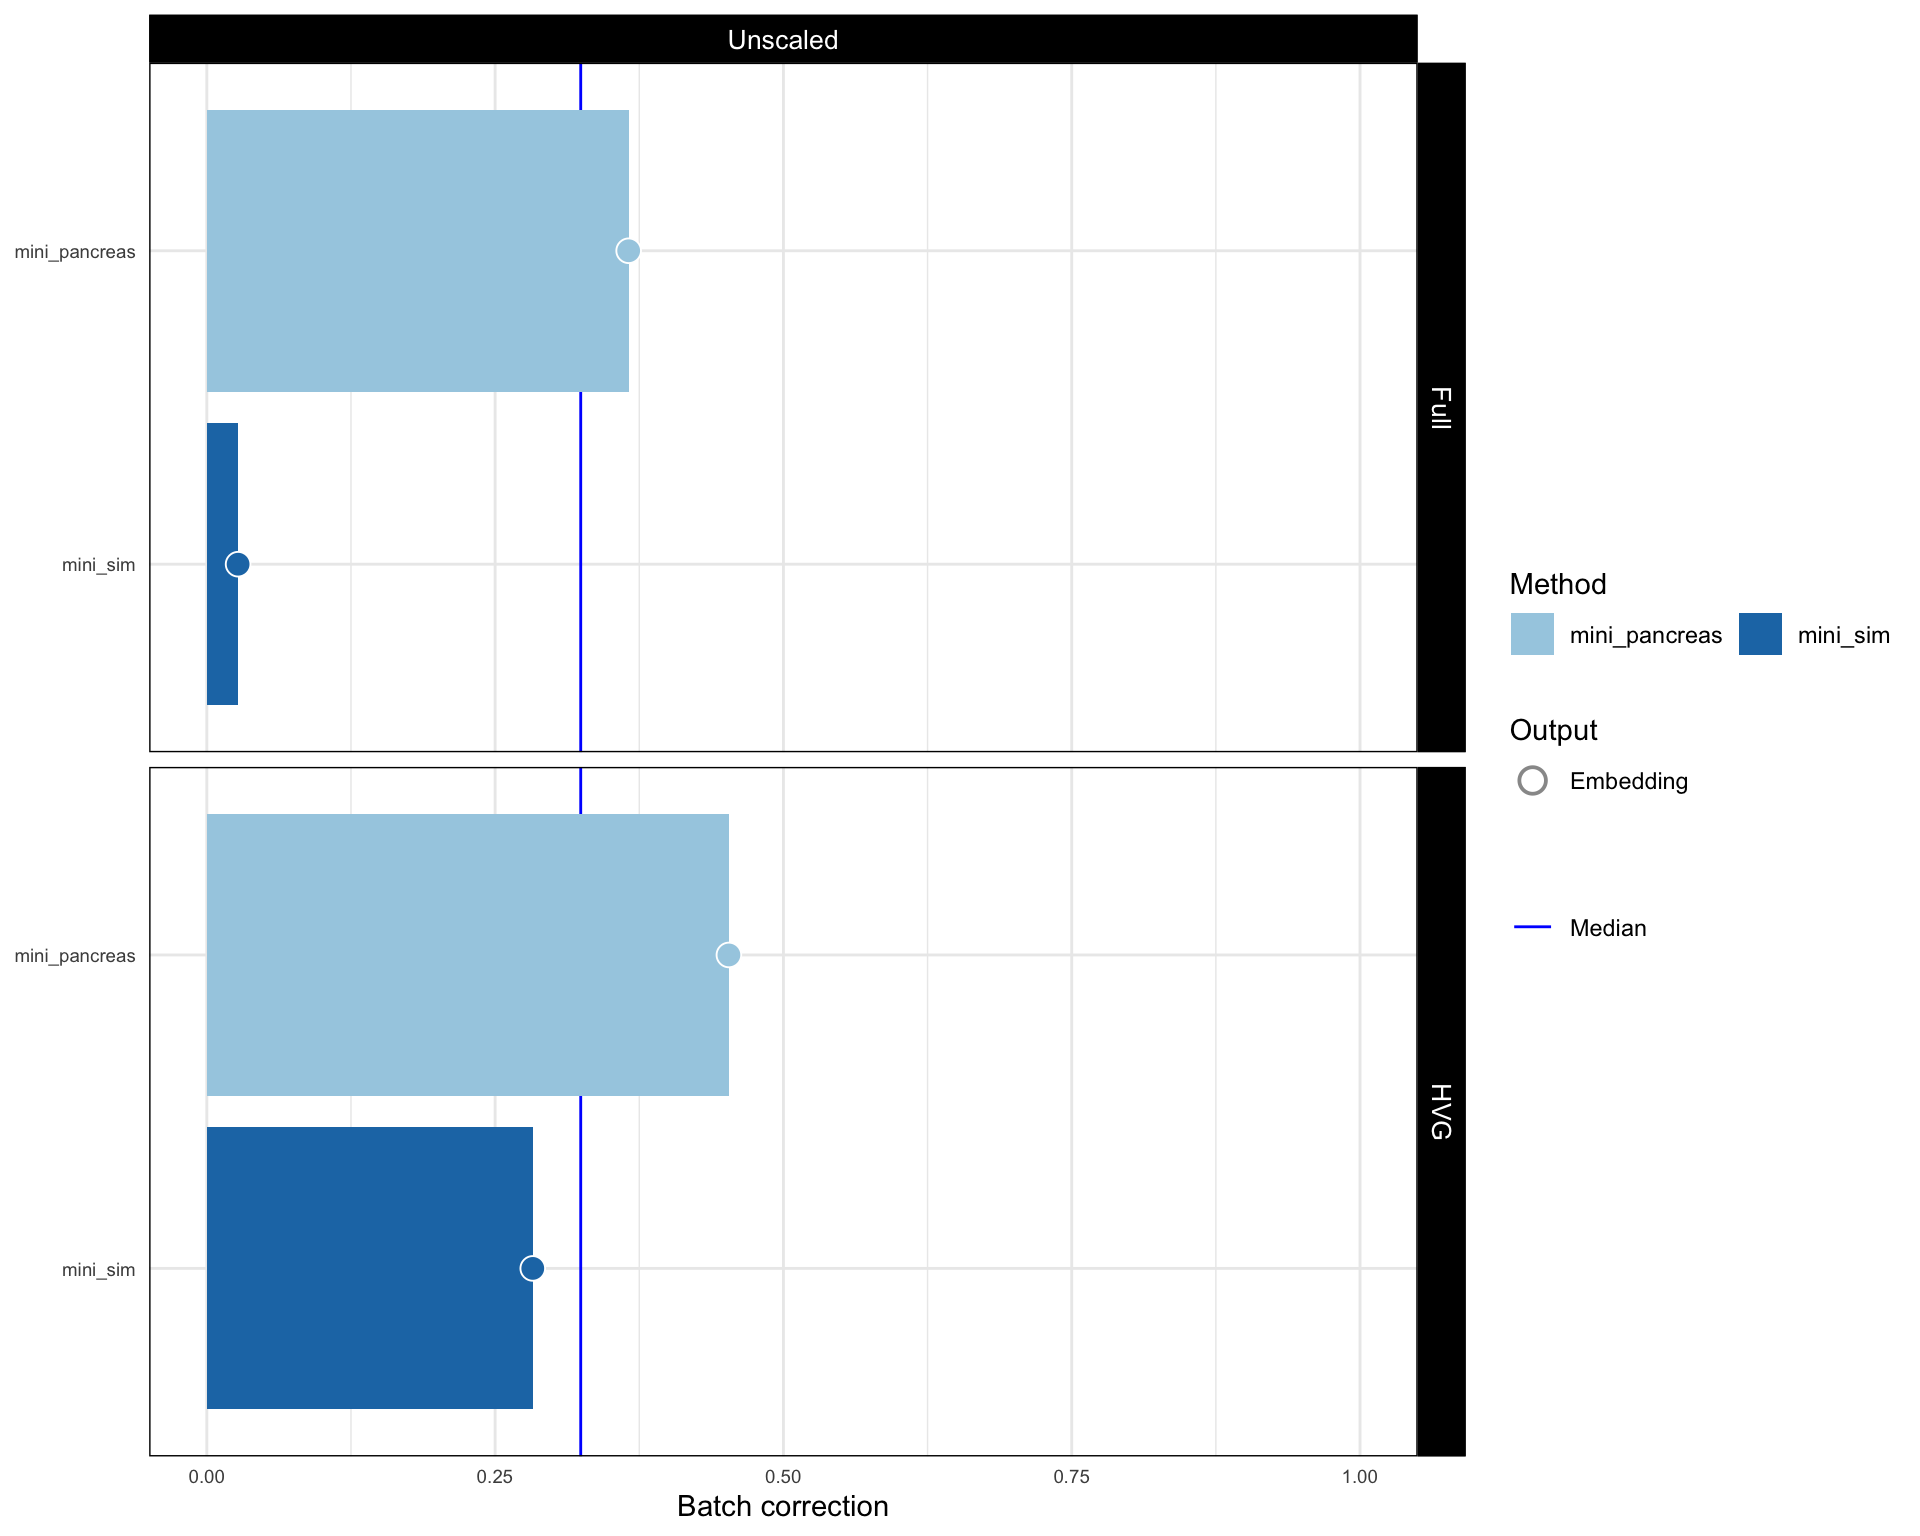 Unscaled
mini_pancreas
mini_sim
Full
mini_pancreas
mini_sim
HVG
0.00 0.25 0.50 0.75 1.00
Batch correction
Method
mini_pancreas mini_sim
Output
Embedding
Median